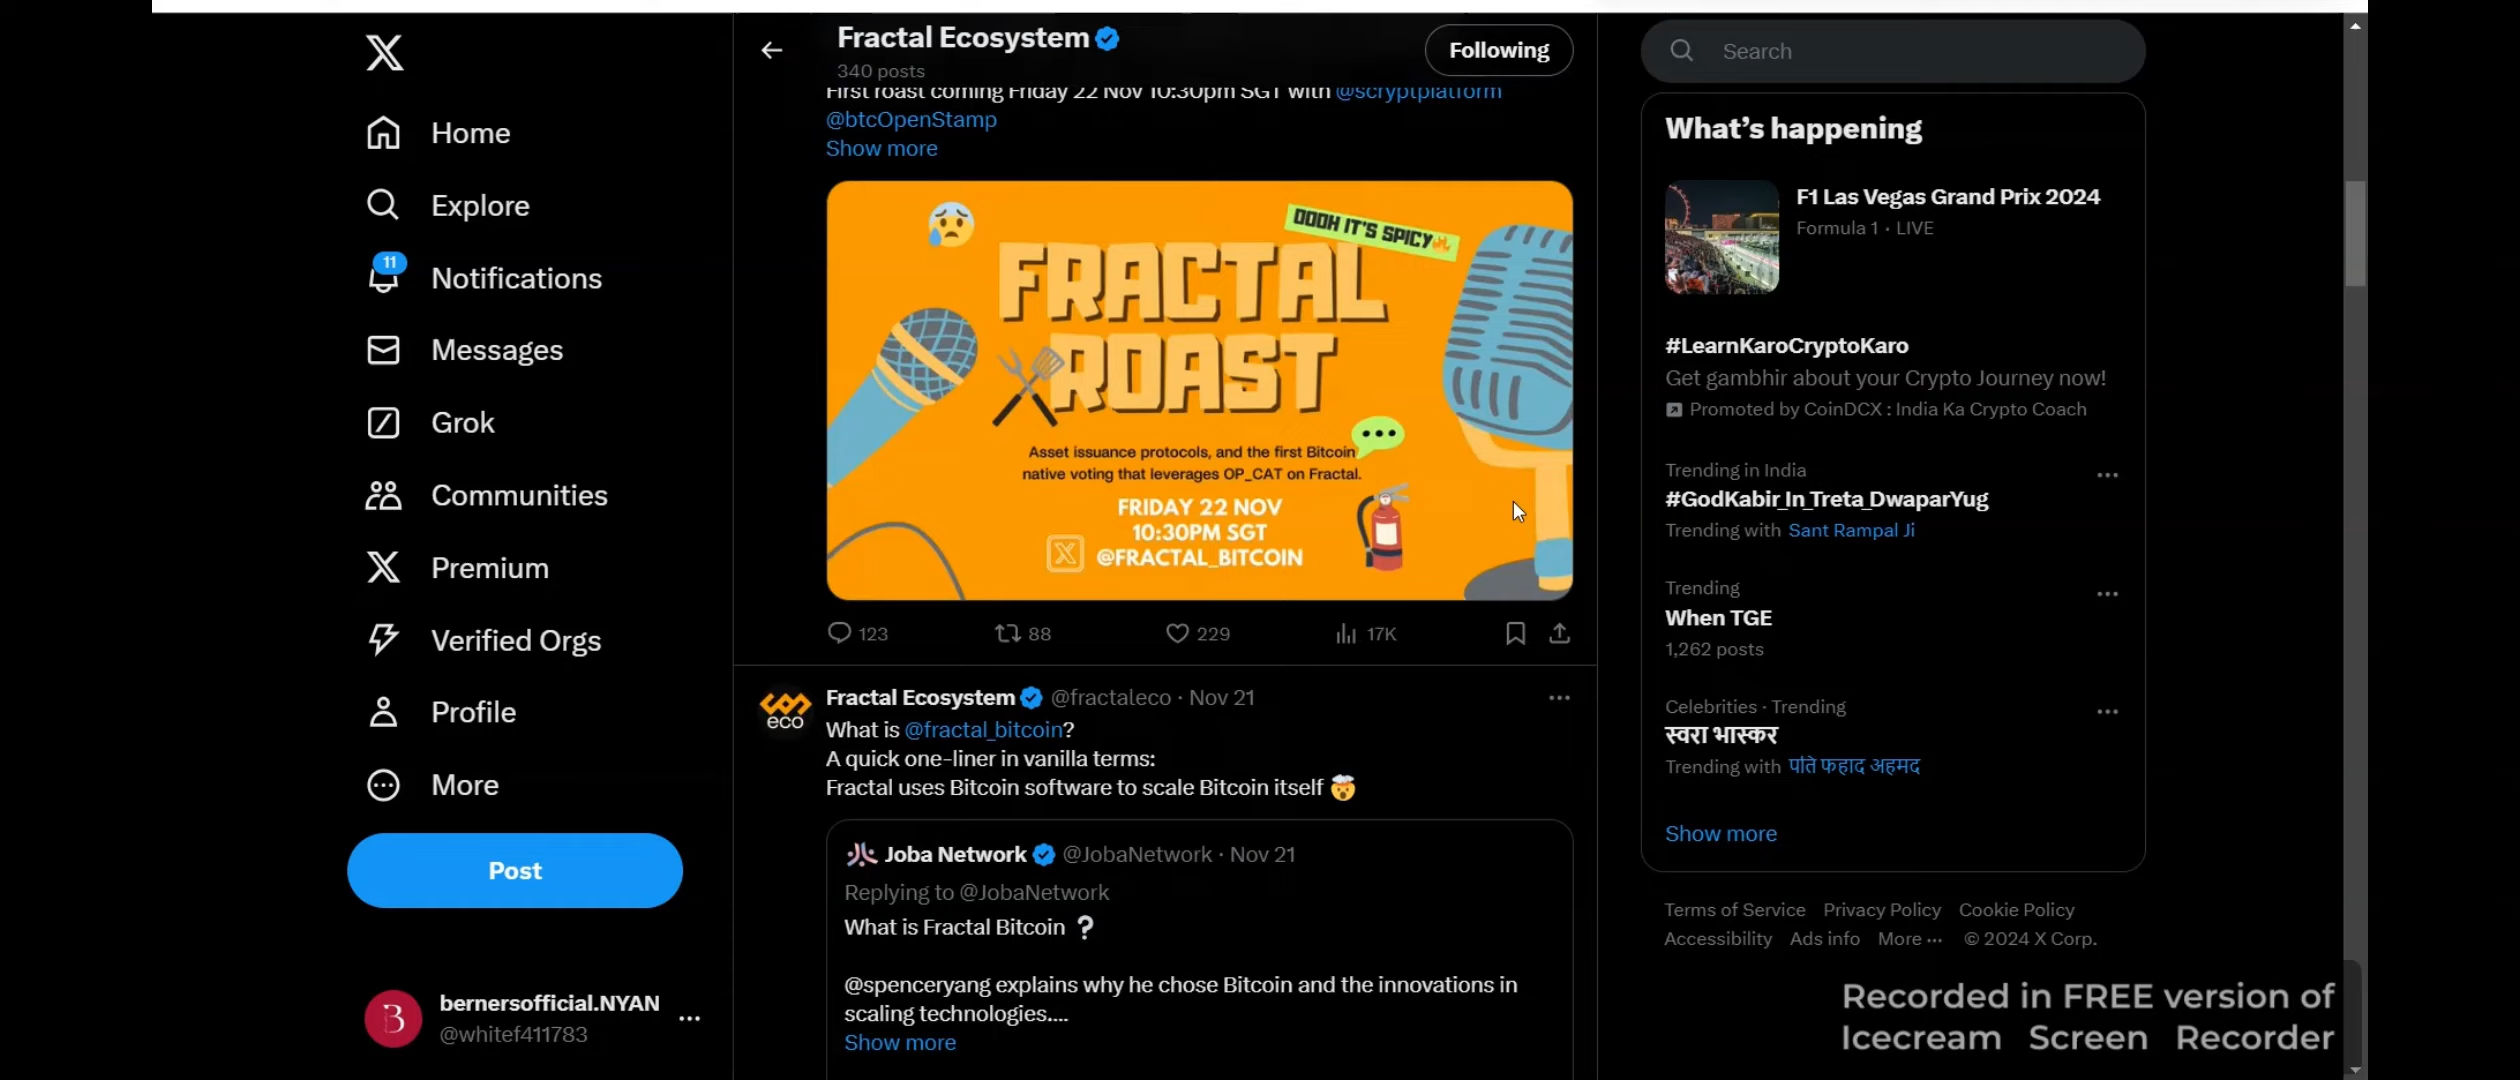 Home
Explore
11
Notifications
Messages
Grok
Communities
Premium
Verified Orgs
Profile
More
Post
bernersofficial.NYAN
@whitef411783
Fractal Ecosystem
340 posts
Following
First roast coming Friday 22 Nov 10:30pm SGT with @scryptplatform
@btcOpenStamp
Show more
OOOH IT'S SPICY
FRACTAL
ROAST
Asset issuance protocols, and the first Bitcoin
native voting that leverages OP_CAT on Fractal.
FRIDAY 22 NOV
10:30PM SGT
@FRACTAL_BITCOIN
123 88 229 17K
Fractal Ecosystem @fractaleco · Nov 21
eco
What is @fractal_bitcoin?
A quick one-liner in vanilla terms:
Fractal uses Bitcoin software to scale Bitcoin itself 🤯
Joba Network @JobaNetwork · Nov 21
Replying to @JobaNetwork
What is Fractal Bitcoin ❔
@spenceryang explains why he chose Bitcoin and the innovations in
scaling technologies....
Show more
Search
What's happening
F1 Las Vegas Grand Prix 2024
Formula 1 · LIVE
#LearnKaroCryptoKaro
Get gambhir about your Crypto Journey now!
Promoted by CoinDCX : India Ka Crypto Coach
Trending in India
#GodKabir_In_Treta_DwaparYug
Trending with Sant Rampal Ji
Trending
When TGE
1,262 posts
Celebrities · Trending
स्वरा भास्कर
Trending with पति फहाद अहमद
Show more
Terms of Service Privacy Policy Cookie Policy
Accessibility Ads info More ··· © 2024 X Corp.
Recorded in FREE version of
Icecream Screen Recorder